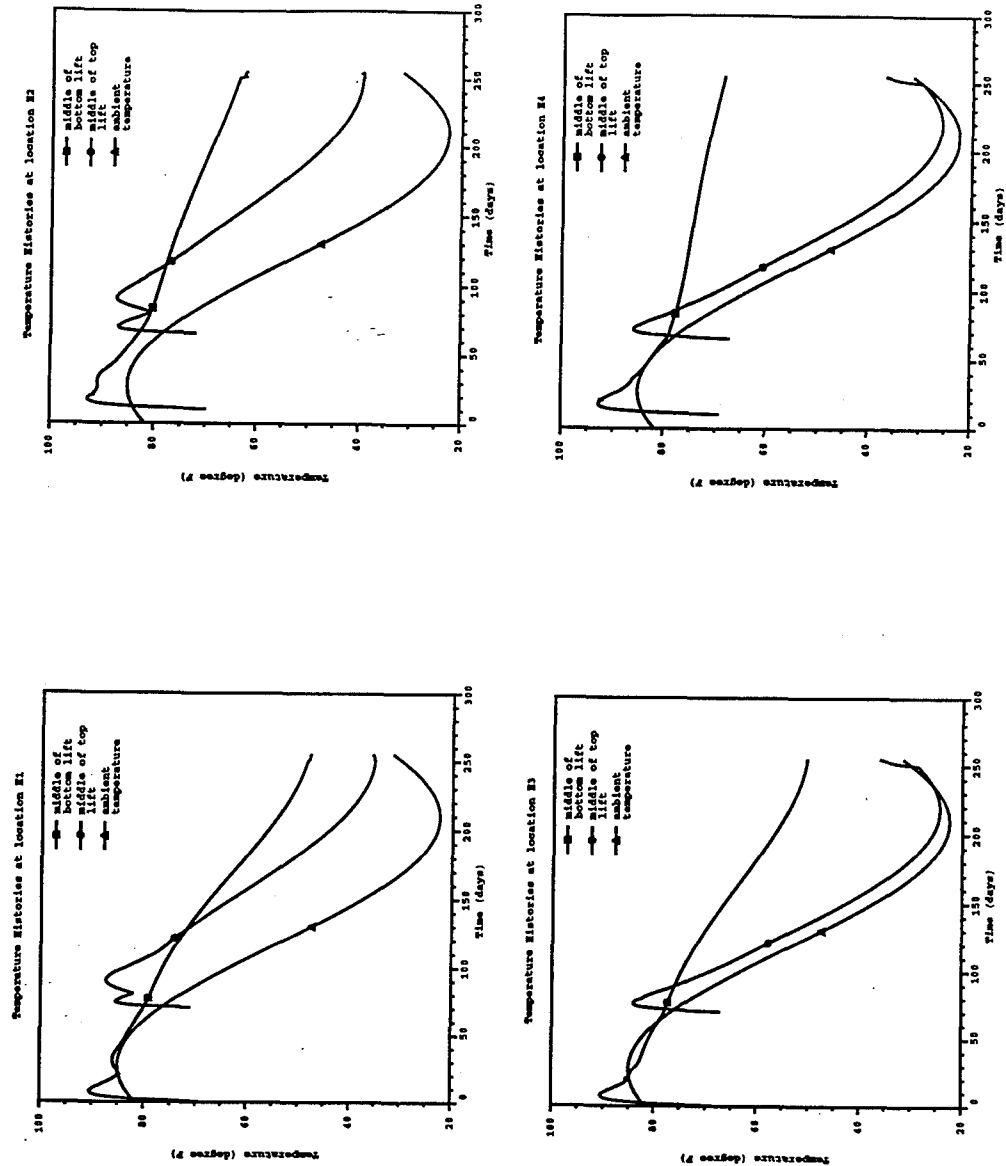 Temperature Histories at location H1
middle of
bottom lift
middle of top
lift
ambient
temperature
100
80
60
40
20
Temperature (degree F)
0
50
100
150
200
250
300
Time (days)
Temperature Histories at location H2
middle of
bottom lift
middle of top
lift
ambient
temperature
100
80
60
40
20
Temperature (degree F)
0
50
100
150
200
250
300
Time (days)
Temperature Histories at location H3
middle of
bottom lift
middle of top
lift
ambient
temperature
100
80
60
40
20
Temperature (degree F)
0
50
100
150
200
250
300
Time (days)
Temperature Histories at location H4
middle of
bottom lift
middle of top
lift
ambient
temperature
100
80
60
40
20
Temperature (degree F)
0
50
100
150
200
250
300
Time (days)